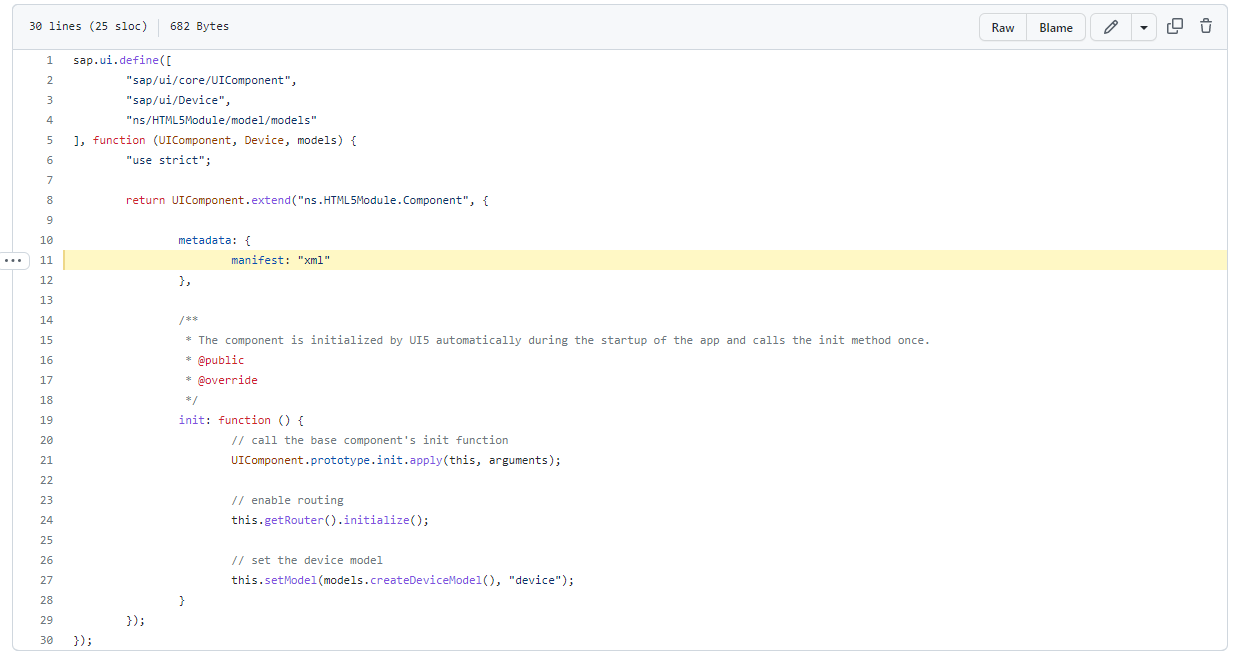 30 lines (25 sloc) 682 Bytes Raw Blame
1 sap.ui.define([
2 "sap/ui/core/UIComponent",
3 "sap/ui/Device",
4 "ns/HTML5Module/model/models"
5 ], function (UIComponent, Device, models) {
6 "use strict";
7
8 return UIComponent.extend("ns.HTML5Module.Component", {
9
10 metadata: {
11 manifest: "xml"
12 },
13
14 /**
15 * The component is initialized by UI5 automatically during the startup of the app and calls the init method once.
16 * @public
17 * @override
18 */
19 init: function () {
20 // call the base component's init function
21 UIComponent.prototype.init.apply(this, arguments);
22
23 // enable routing
24 this.getRouter().initialize();
25
26 // set the device model
27 this.setModel(models.createDeviceModel(), "device");
28 }
29 });
30 });